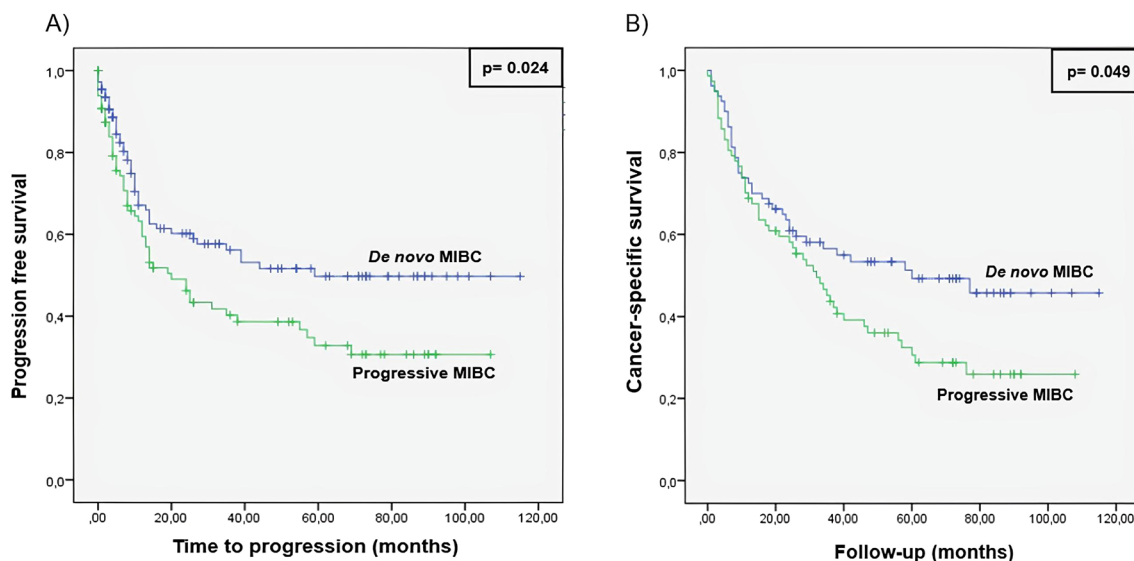 A)
p= 0.024
1,0
0,8
0,6
0,4
0,2
0,0
Progression free survival
De novo MIBC
Progressive MIBC
,00 20,00 40,00 60,00 80,00 100,00 120,00
Time to progression (months)
B)
p= 0.049
1,0
0,8
0,6
0,4
0,2
0,0
Cancer-specific survival
De novo MIBC
Progressive MIBC
,00 20,00 40,00 60,00 80,00 100,00 120,00
Follow-up (months)